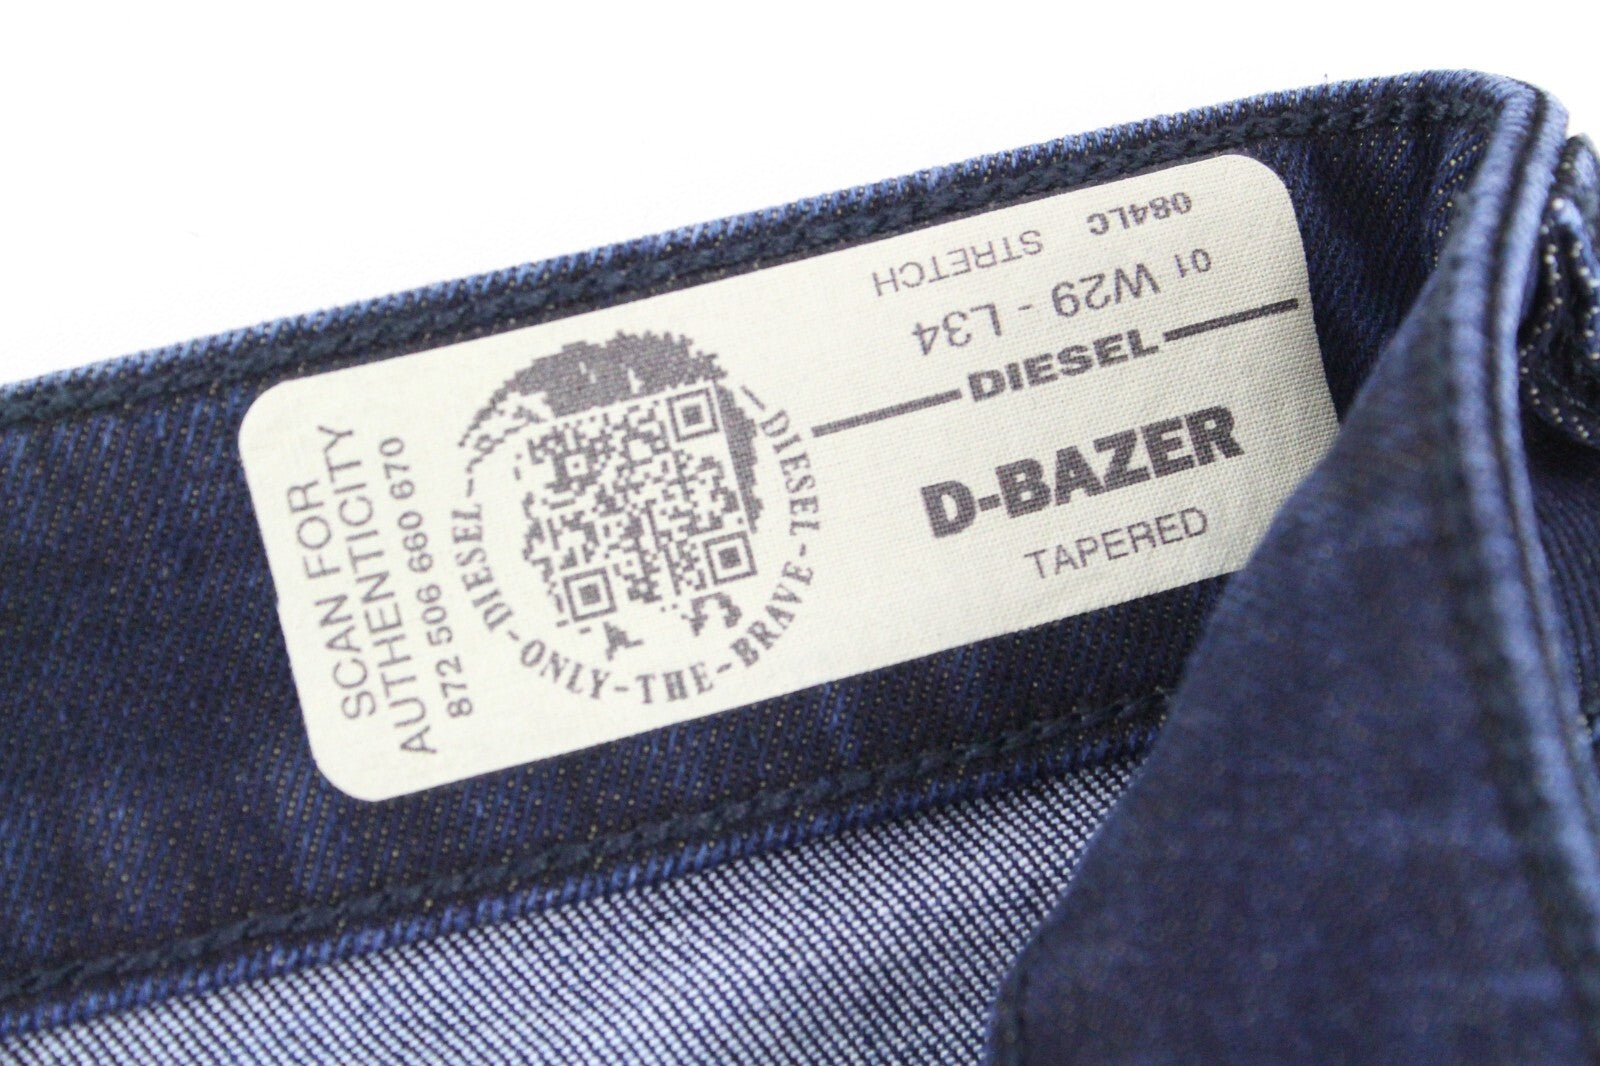 SCAN FOR
AUTHENTICITY
872 506 660 670
DIESEL-ONLY-THE-BRAVE-DIESEL
084LC
STRETCH
01 W29 - L34
DIESEL
D-BAZER
TAPERED